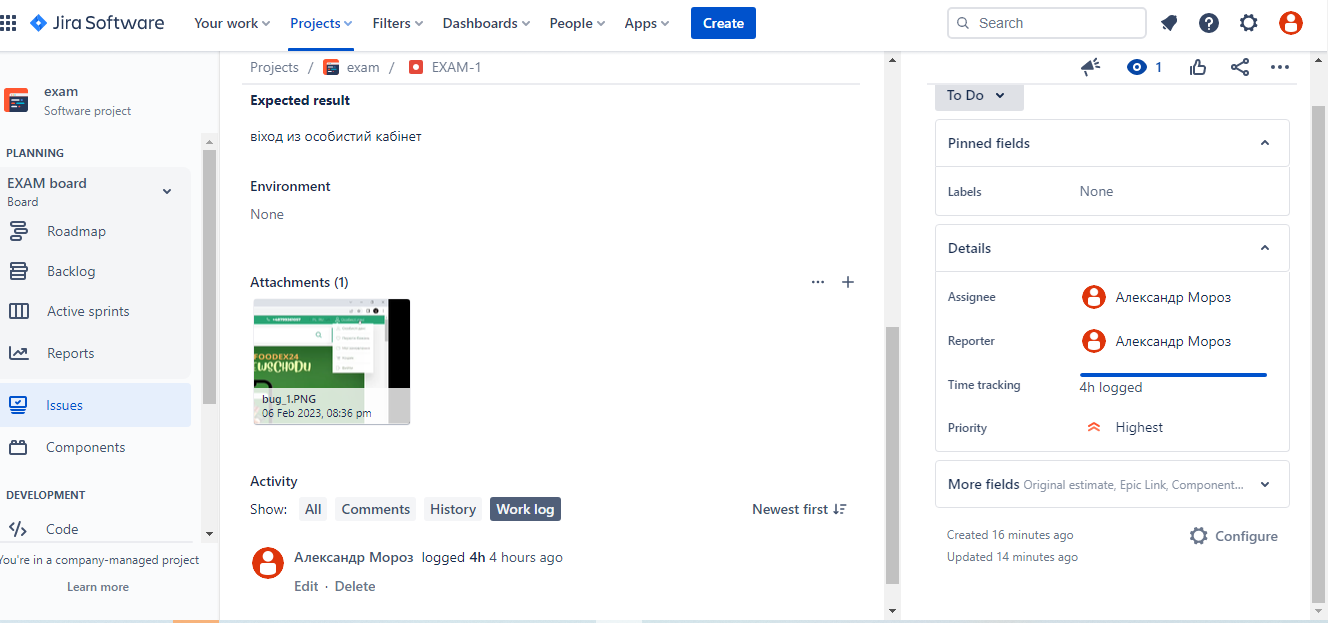 Jira Software
Your work
Projects
Filters
Dashboards
People
Apps
Create
Search
exam
Software project
PLANNING
EXAM board
Board
Roadmap
Backlog
Active sprints
Reports
Issues
Components
DEVELOPMENT
Code
You're in a company-managed project
Learn more
Projects / exam / EXAM-1
Expected result
віход из особистий кабінет
Environment
None
Attachments (1)
FOODEX24
bug_1.PNG
06 Feb 2023, 08:36 pm
Activity
Show: All Comments History Work log Newest first
Александр Мороз logged 4h 4 hours ago
Edit · Delete
1
To Do
Pinned fields
Labels None
Details
Assignee Александр Мороз
Reporter Александр Мороз
Time tracking 4h logged
Priority Highest
More fields Original estimate, Epic Link, Component...
Created 16 minutes ago
Configure
Updated 14 minutes ago